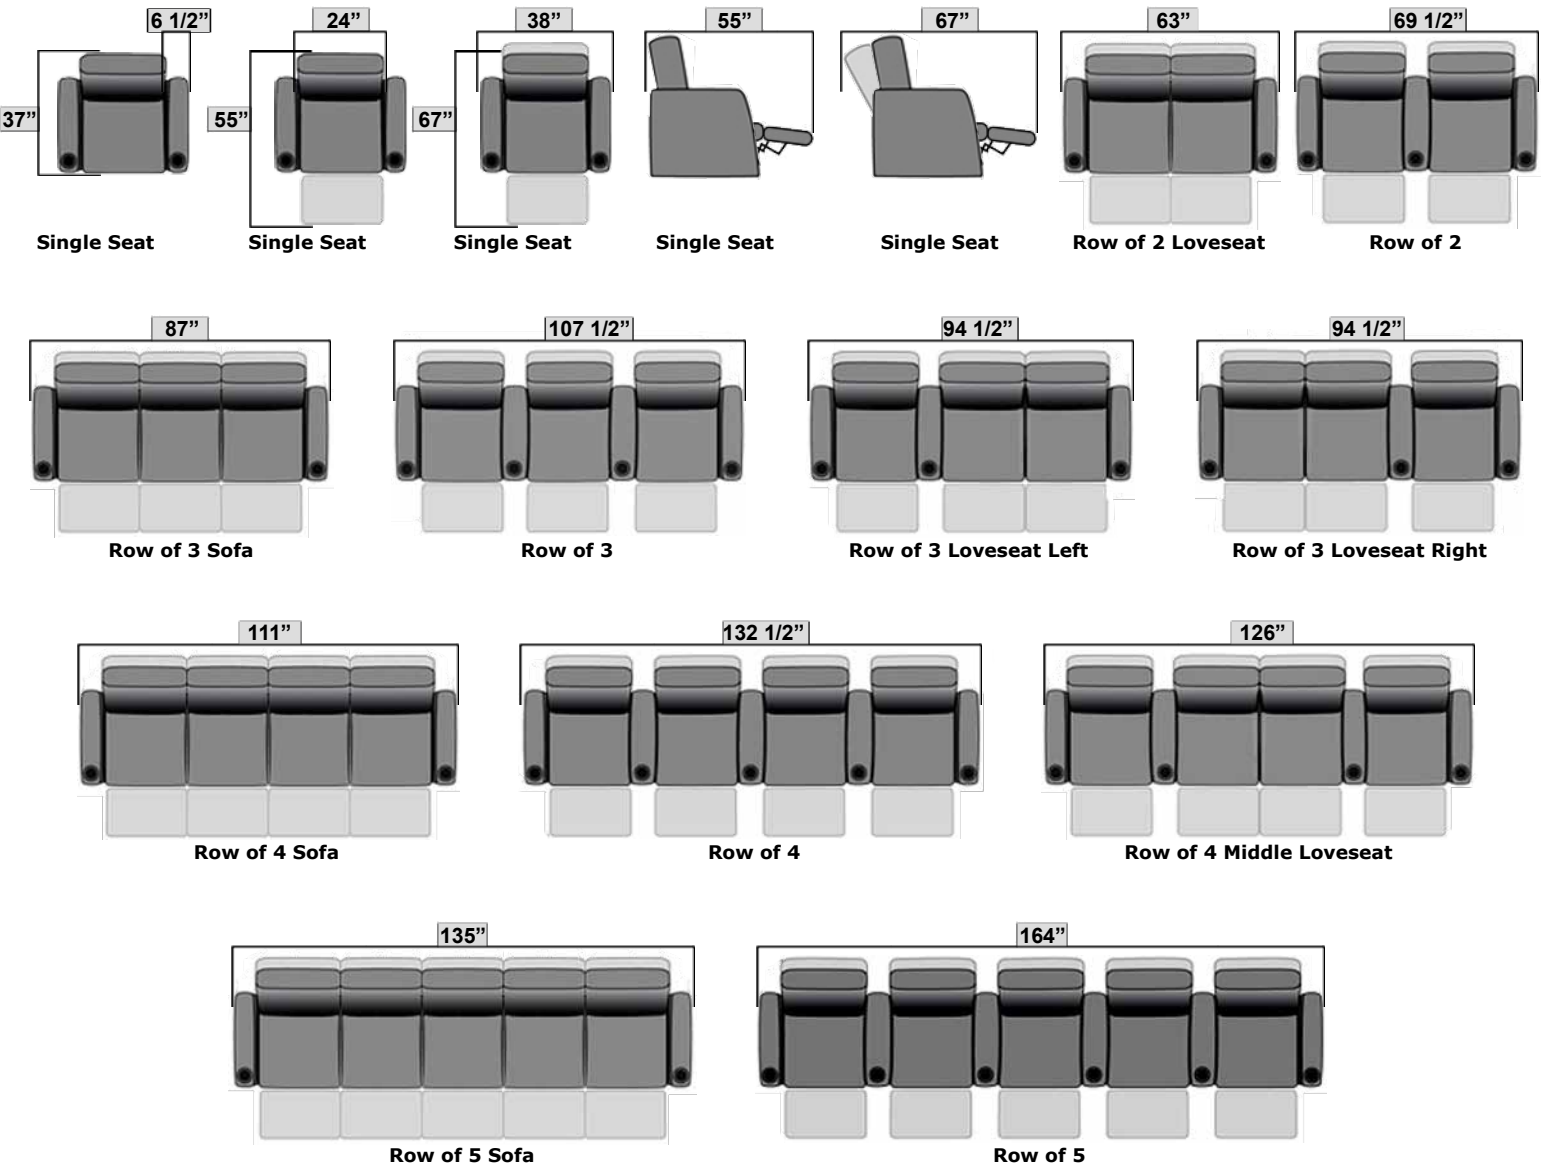 6 1/2”
24”
38”
55”
67”
63”
69 1/2”
37”
55”
67”
Single Seat
Single Seat
Single Seat
Single Seat
Single Seat
Row of 2 Loveseat
Row of 2
87”
107 1/2”
94 1/2”
94 1/2”
Row of 3 Sofa
Row of 3
Row of 3 Loveseat Left
Row of 3 Loveseat Right
111”
132 1/2”
126”
Row of 4 Sofa
Row of 4
Row of 4 Middle Loveseat
135”
164”
Row of 5 Sofa
Row of 5